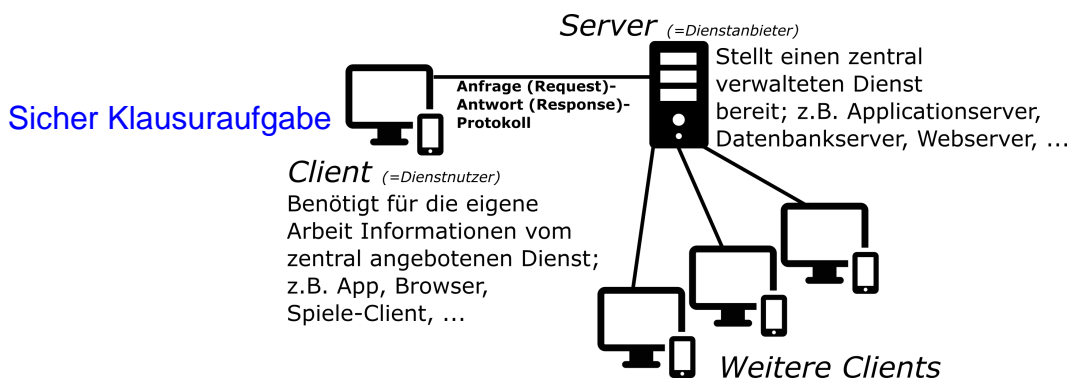 Server (=Dienstanbieter)
Stellt einen zentral
verwalteten Dienst
bereit; z.B. Applicationserver,
Datenbankserver, Webserver, ...
Anfrage (Request)-
Antwort (Response)-
Protokoll
Sicher Klausuraufgabe
Client (=Dienstnutzer)
Benötigt für die eigene
Arbeit Informationen vom
zentral angebotenen Dienst;
z.B. App, Browser,
Spiele-Client, ...
Weitere Clients